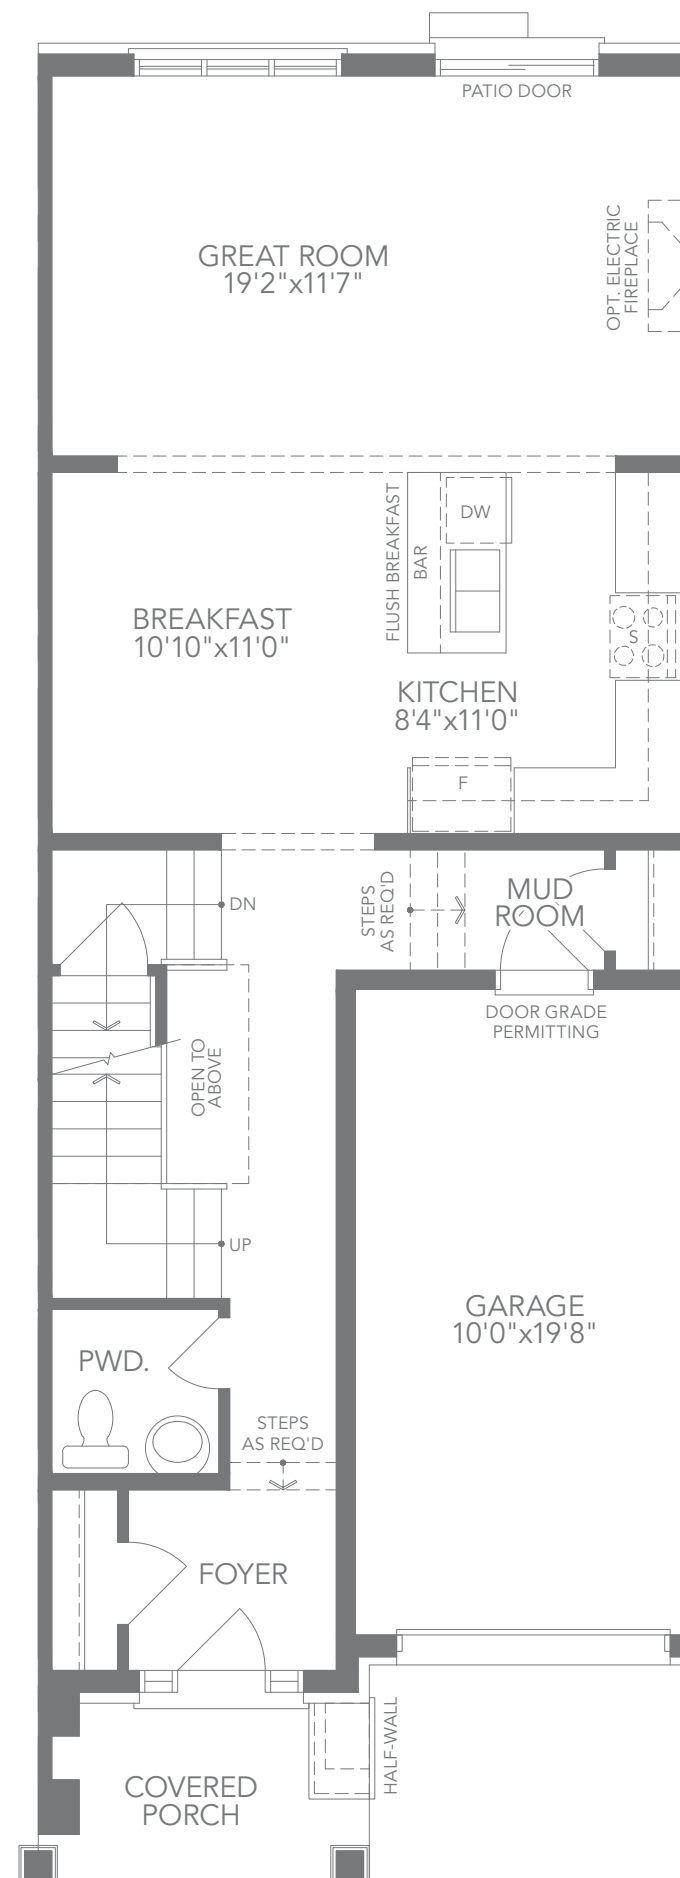 PATIO DOOR
GREAT ROOM
19'2"x11'7"
OPT. ELECTRIC
FIREPLACE
FLUSH BREAKFAST
BAR
DW
BREAKFAST
10'10"x11'0"
S
KITCHEN
8'4"x11'0"
F
DN
STEPS
AS REQ'D
MUD
ROOM
DOOR GRADE
PERMITTING
OPEN TO
ABOVE
UP
GARAGE
10'0"x19'8"
PWD.
STEPS
AS REQ'D
FOYER
HALF-WALL
COVERED
PORCH